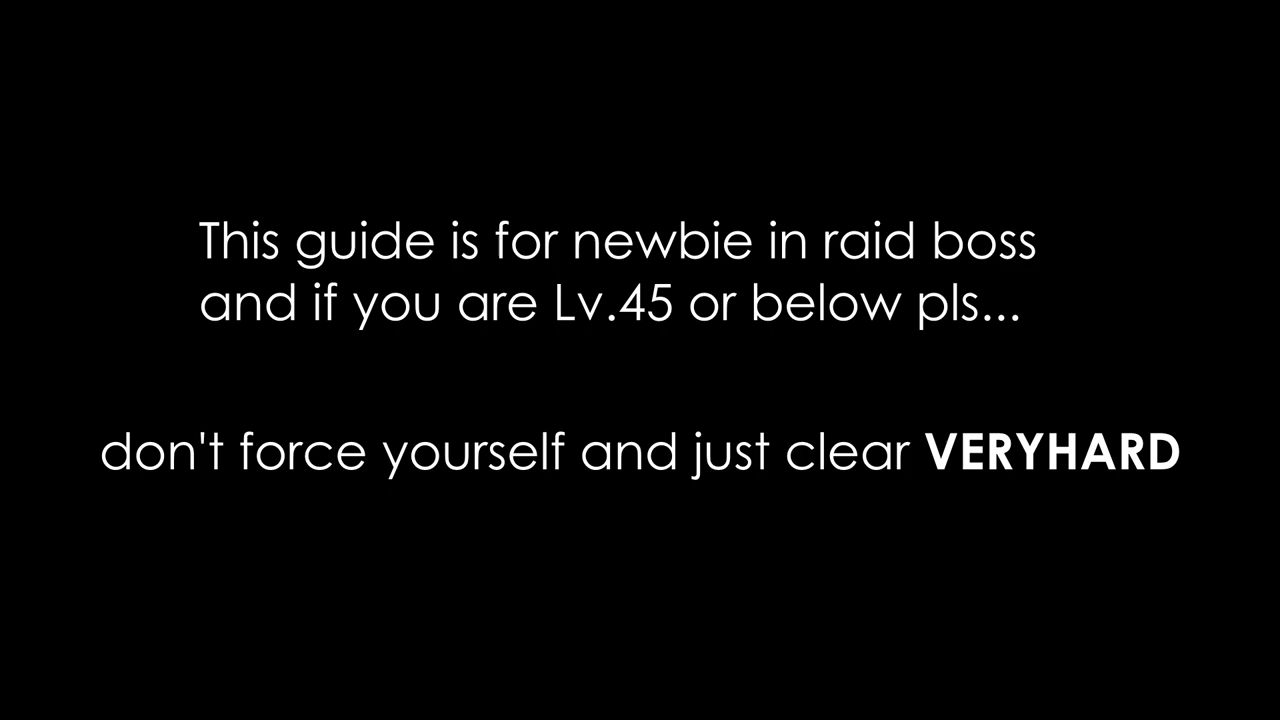 This guide is for newbie in raid boss
and if you are Lv.45 or below pls...
don't force yourself and just clear VERYHARD